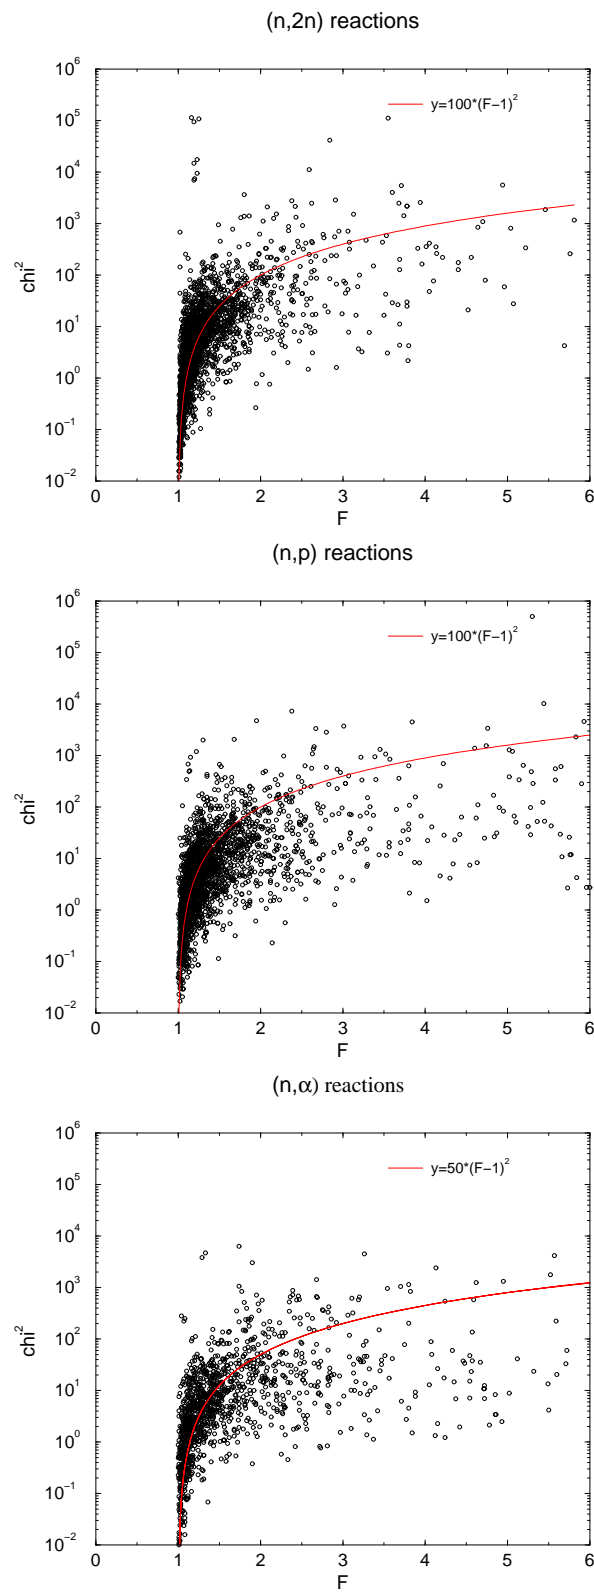 (n,2n) reactions
10^6
10^5
10^4
10^3
10^2
10^1
10^0
10^−1
10^−2
chi^2
y=100*(F−1)^2
0 1 2 3 4 5 6
F
(n,p) reactions
10^6
10^5
10^4
10^3
10^2
10^1
10^0
10^−1
10^−2
chi^2
y=100*(F−1)^2
0 1 2 3 4 5 6
F
(n,α) reactions
10^6
10^5
10^4
10^3
10^2
10^1
10^0
10^−1
10^−2
chi^2
y=50*(F−1)^2
0 1 2 3 4 5 6
F